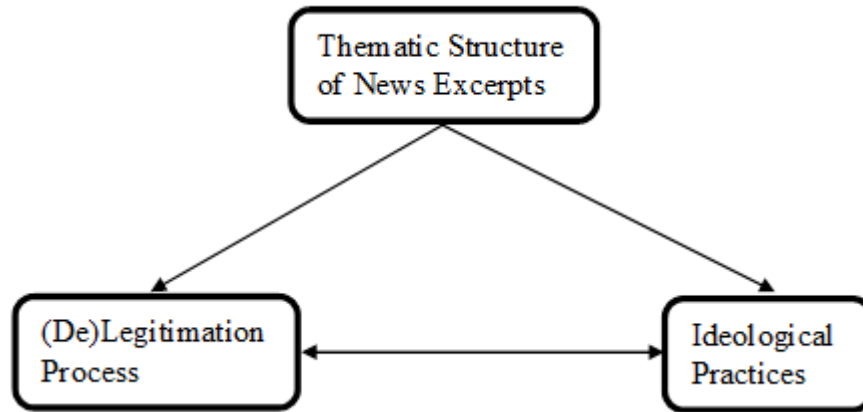 Thematic Structure
of News Excerpts
(De)Legitimation
Process
Ideological
Practices